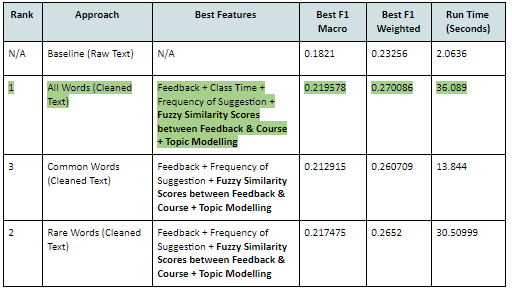 Rank Approach Best Features Best F1 Macro Best F1 Weighted Run Time (Seconds)
N/A Baseline (Raw Text) N/A 0.1821 0.23256 2.0636
1 All Words (Cleaned Text) Feedback + Class Time + Frequency of Suggestion + Fuzzy Similarity Scores between Feedback & Course + Topic Modelling 0.219578 0.270086 36.089
3 Common Words (Cleaned Text) Feedback + Frequency of Suggestion + Fuzzy Similarity Scores between Feedback & Course + Topic Modelling 0.212915 0.260709 13.844
2 Rare Words (Cleaned Text) Feedback + Frequency of Suggestion + Fuzzy Similarity Scores between Feedback & Course + Topic Modelling 0.217475 0.2652 30.50999